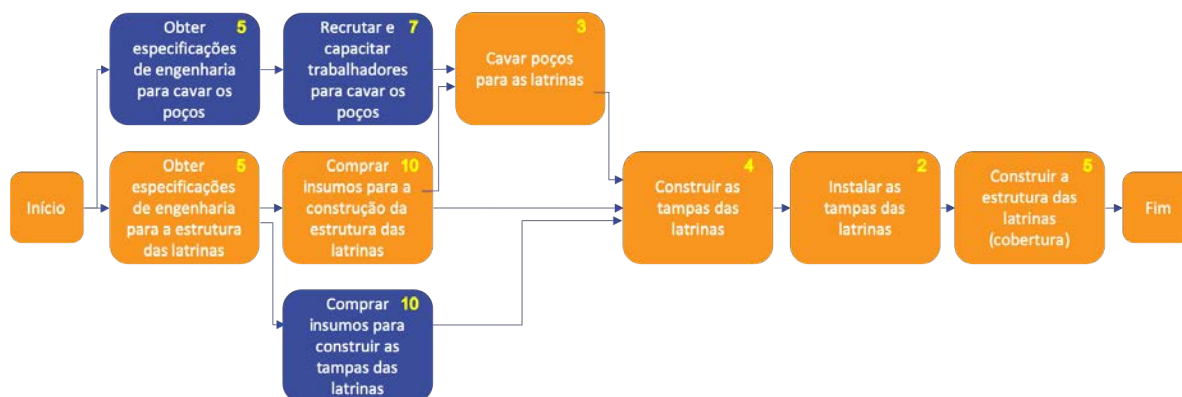 Obter 5
especificações
de engenharia
para cavar os
poços
Recrutar e 7
capacitar
trabalhadores
para cavar os
poços
3
Cavar poços
para as latrinas
Início
Obter 5
especificações
de engenharia
para a estrutura
das latrinas
Comprar 10
insumos para a
construção da
estrutura das
latrinas
4
Construir as
tampas das
latrinas
2
Instalar as
tampas das
latrinas
5
Construir a
estrutura das
latrinas
(cobertura)
Fim
Comprar 10
insumos para
construir as
tampas das
latrinas